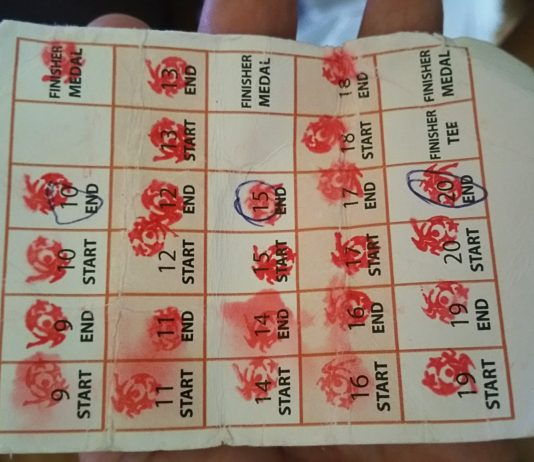 9
START
9
END
10
START
10
END
FINISHER
MEDAL
11
START
11
END
12
START
12
END
13
START
13
END
14
START
14
END
15
START
15
END
FINISHER
MEDAL
16
START
16
END
17
START
17
END
18
START
18
END
19
START
19
END
20
START
20
END
FINISHER
TEE
FINISHER
MEDAL